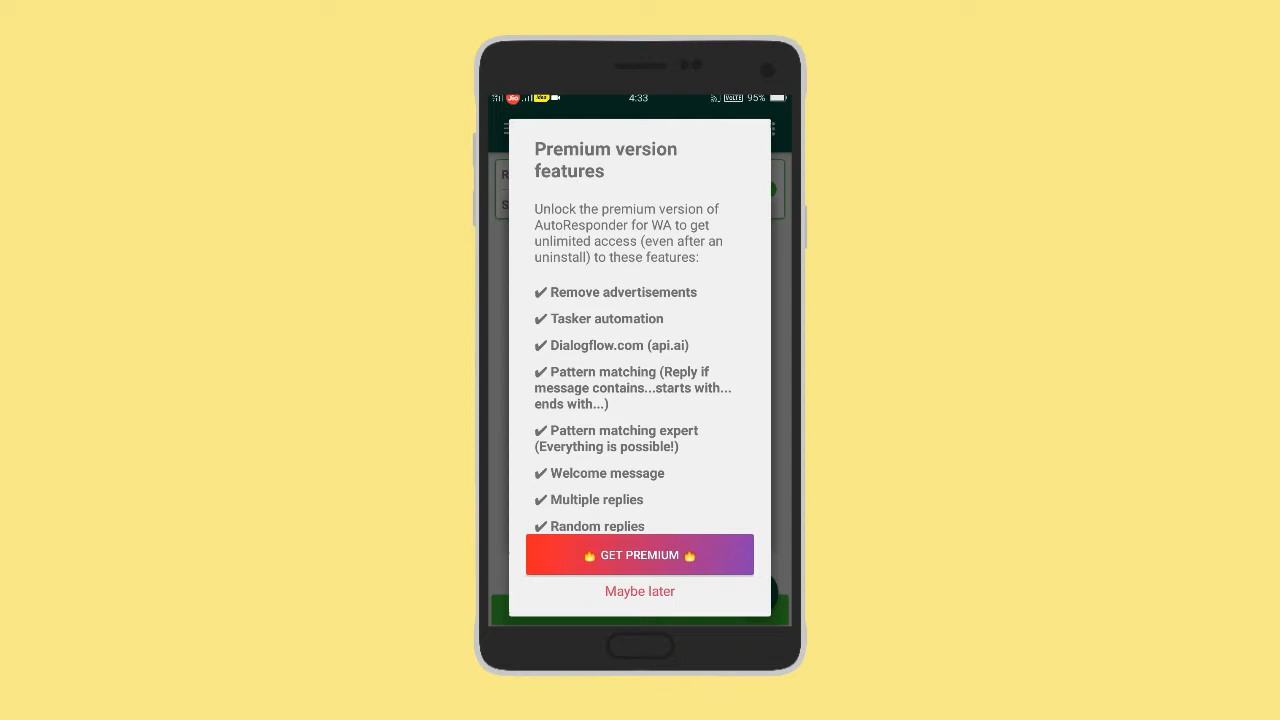 Jio
4:33
VoLTE
95%
Premium version
features
Unlock the premium version of
AutoResponder for WA to get
unlimited access (even after an
uninstall) to these features:
✔ Remove advertisements
✔ Tasker automation
✔ Dialogflow.com (api.ai)
✔ Pattern matching (Reply if
message contains...starts with...
ends with...)
✔ Pattern matching expert
(Everything is possible!)
✔ Welcome message
✔ Multiple replies
✔ Random replies
🔥 GET PREMIUM 🔥
Maybe later